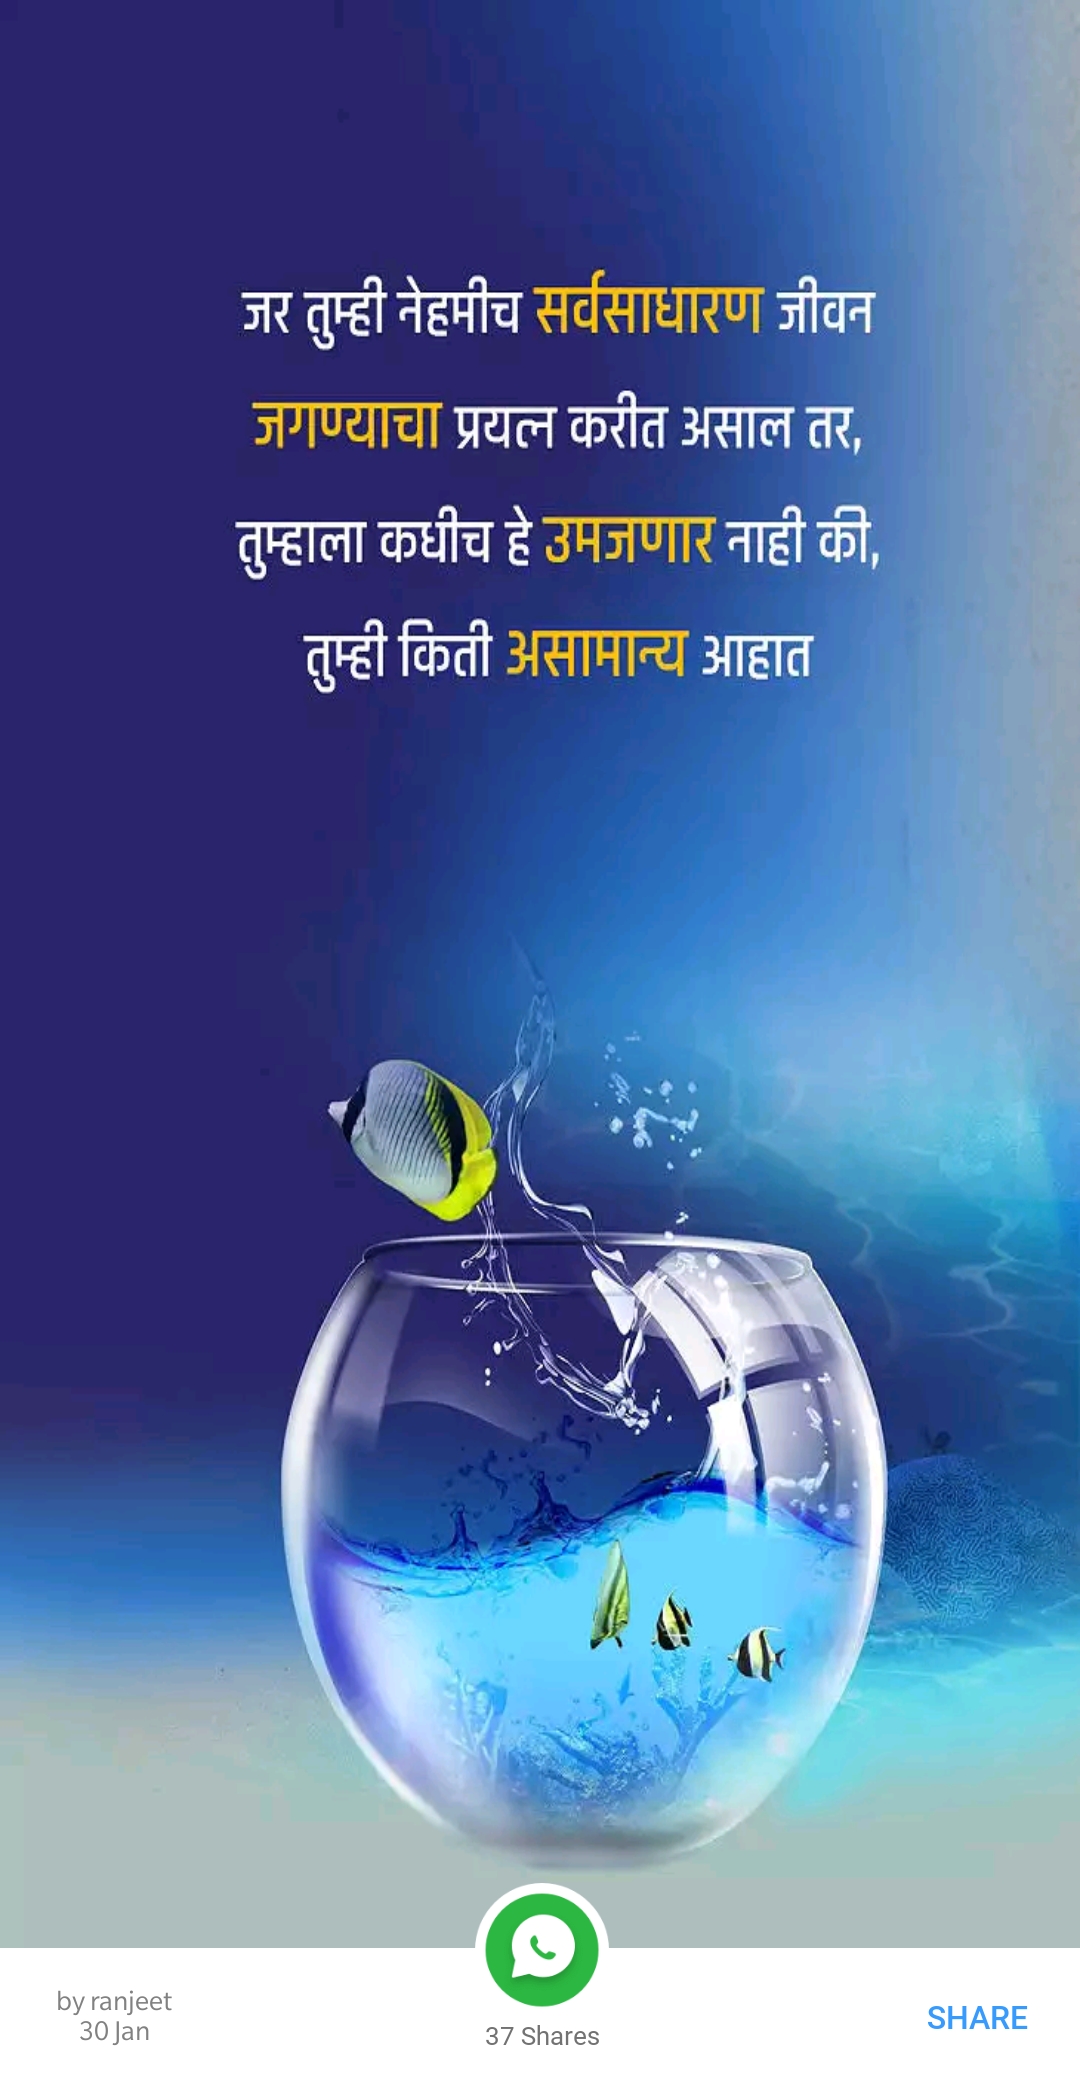 जर तुम्ही नेहमीच सर्वसाधारण जीवन
जगण्याचा प्रयत्न करीत असाल तर,
तुम्हाला कधीच हे उमजणार नाही की,
तुम्ही किती असामान्य आहात
by ranjeet
30 Jan
37 Shares
SHARE